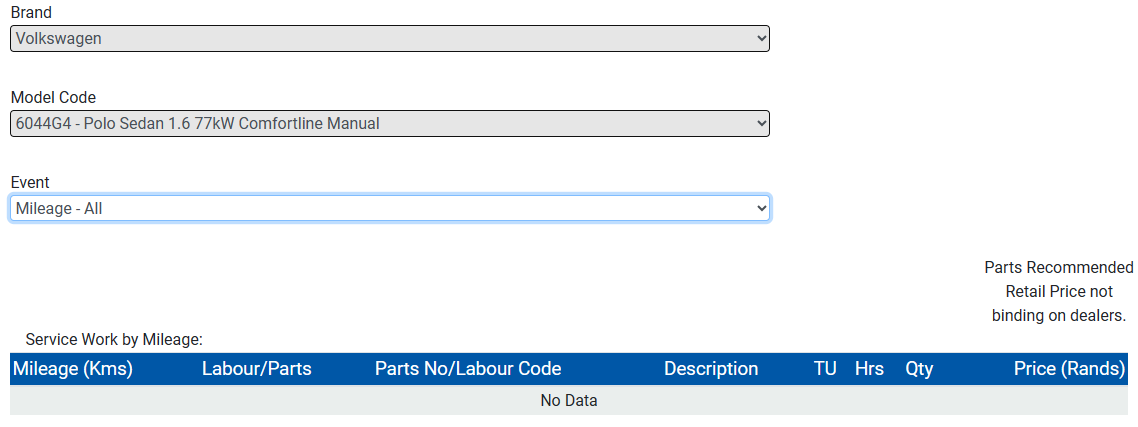 Brand
Volkswagen
Model Code
6044G4 - Polo Sedan 1.6 77kW Comfortline Manual
Event
Mileage - All
Parts Recommended
Retail Price not
binding on dealers.
Service Work by Mileage:
Mileage (Kms) Labour/Parts Parts No/Labour Code Description TU Hrs Qty Price (Rands)
No Data